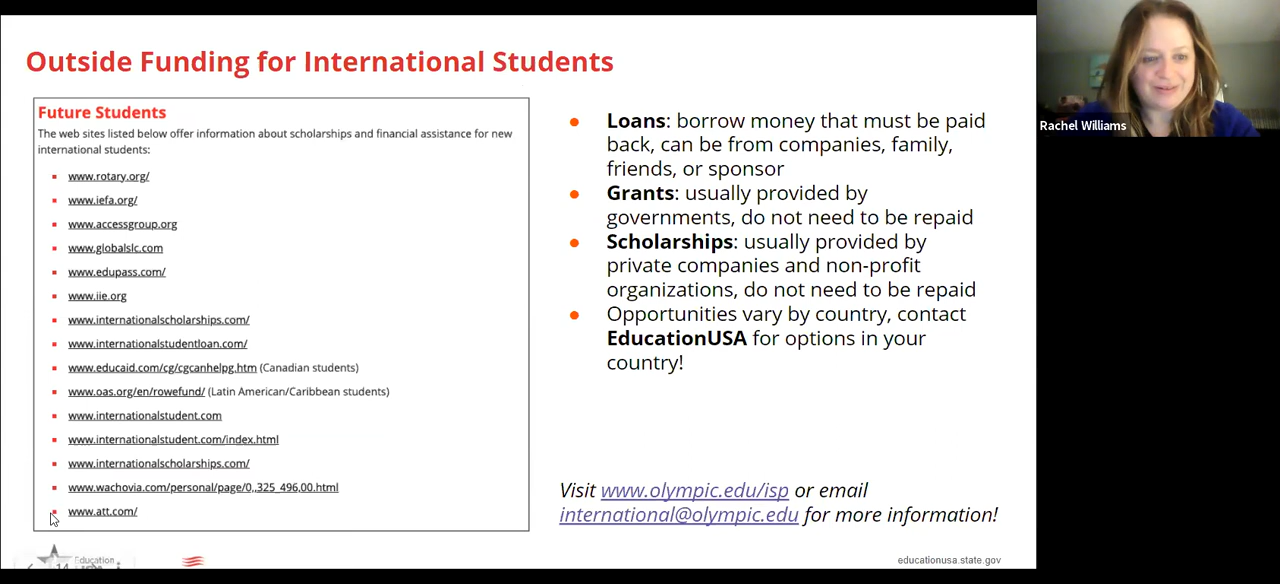 Outside Funding for International Students
Future Students
The web sites listed below offer information about scholarships and financial assistance for new
international students:
www.rotary.org/
www.iefa.org/
www.accessgroup.org
www.globalslc.com
www.edupass.com/
www.iie.org
www.internationalscholarships.com/
www.internationalstudentloan.com/
www.educaid.com/cg/cgcanhelpg.htm (Canadian students)
www.oas.org/en/rowefund/ (Latin American/Caribbean students)
www.internationalstudent.com
www.internationalstudent.com/index.html
www.internationalscholarships.com/
www.wachovia.com/personal/page/0,,325_496,00.html
www.att.com/
Loans: borrow money that must be paid
back, can be from companies, family,
friends, or sponsor
Grants: usually provided by
governments, do not need to be repaid
Scholarships: usually provided by
private companies and non-profit
organizations, do not need to be repaid
Opportunities vary by country, contact
EducationUSA for options in your
country!
Visit www.olympic.edu/isp or email
international@olympic.edu for more information!
Education
14
educationusa.state.gov
Rachel Williams